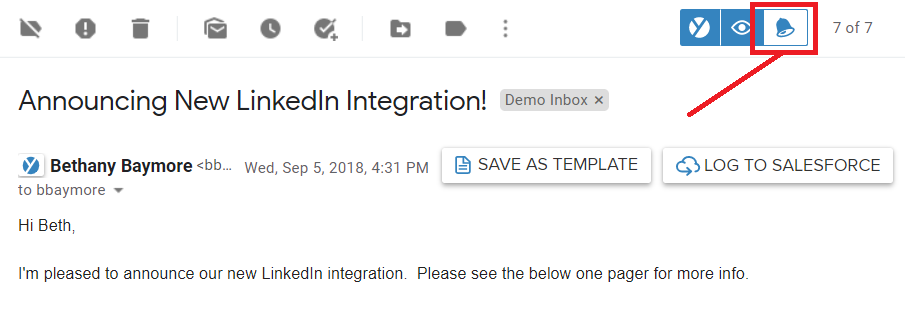 7 of 7
Announcing New LinkedIn Integration! Demo Inbox ×
Bethany Baymore <bb... Wed, Sep 5, 2018, 4:31 PM SAVE AS TEMPLATE LOG TO SALESFORCE
to bbaymore
Hi Beth,
I'm pleased to announce our new LinkedIn integration.  Please see the below one pager for more info.